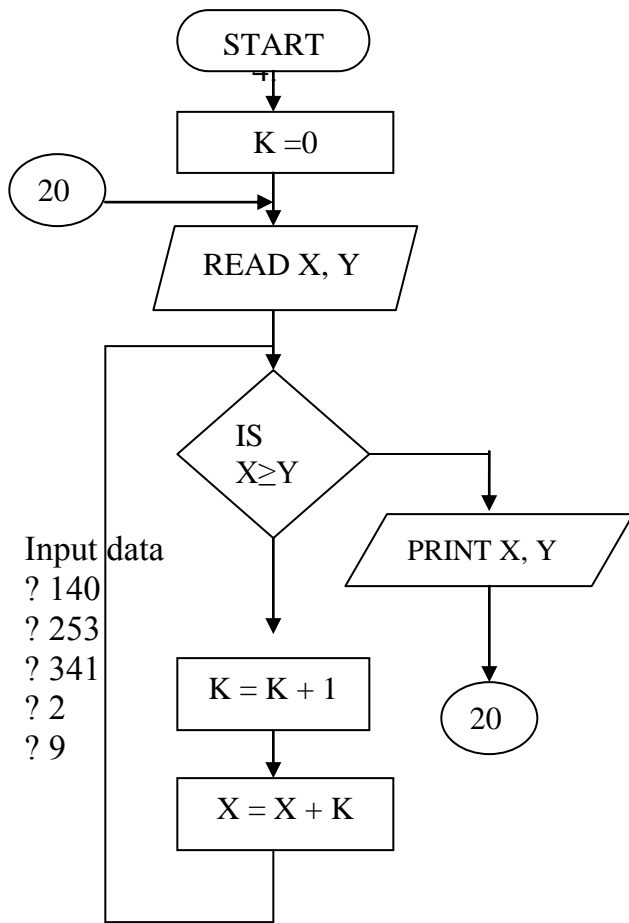 START
4.
K =0
20
READ X, Y
IS
X≥Y
Input data
? 140
? 253
? 341
? 2
? 9
PRINT X, Y
K = K + 1
20
X = X + K